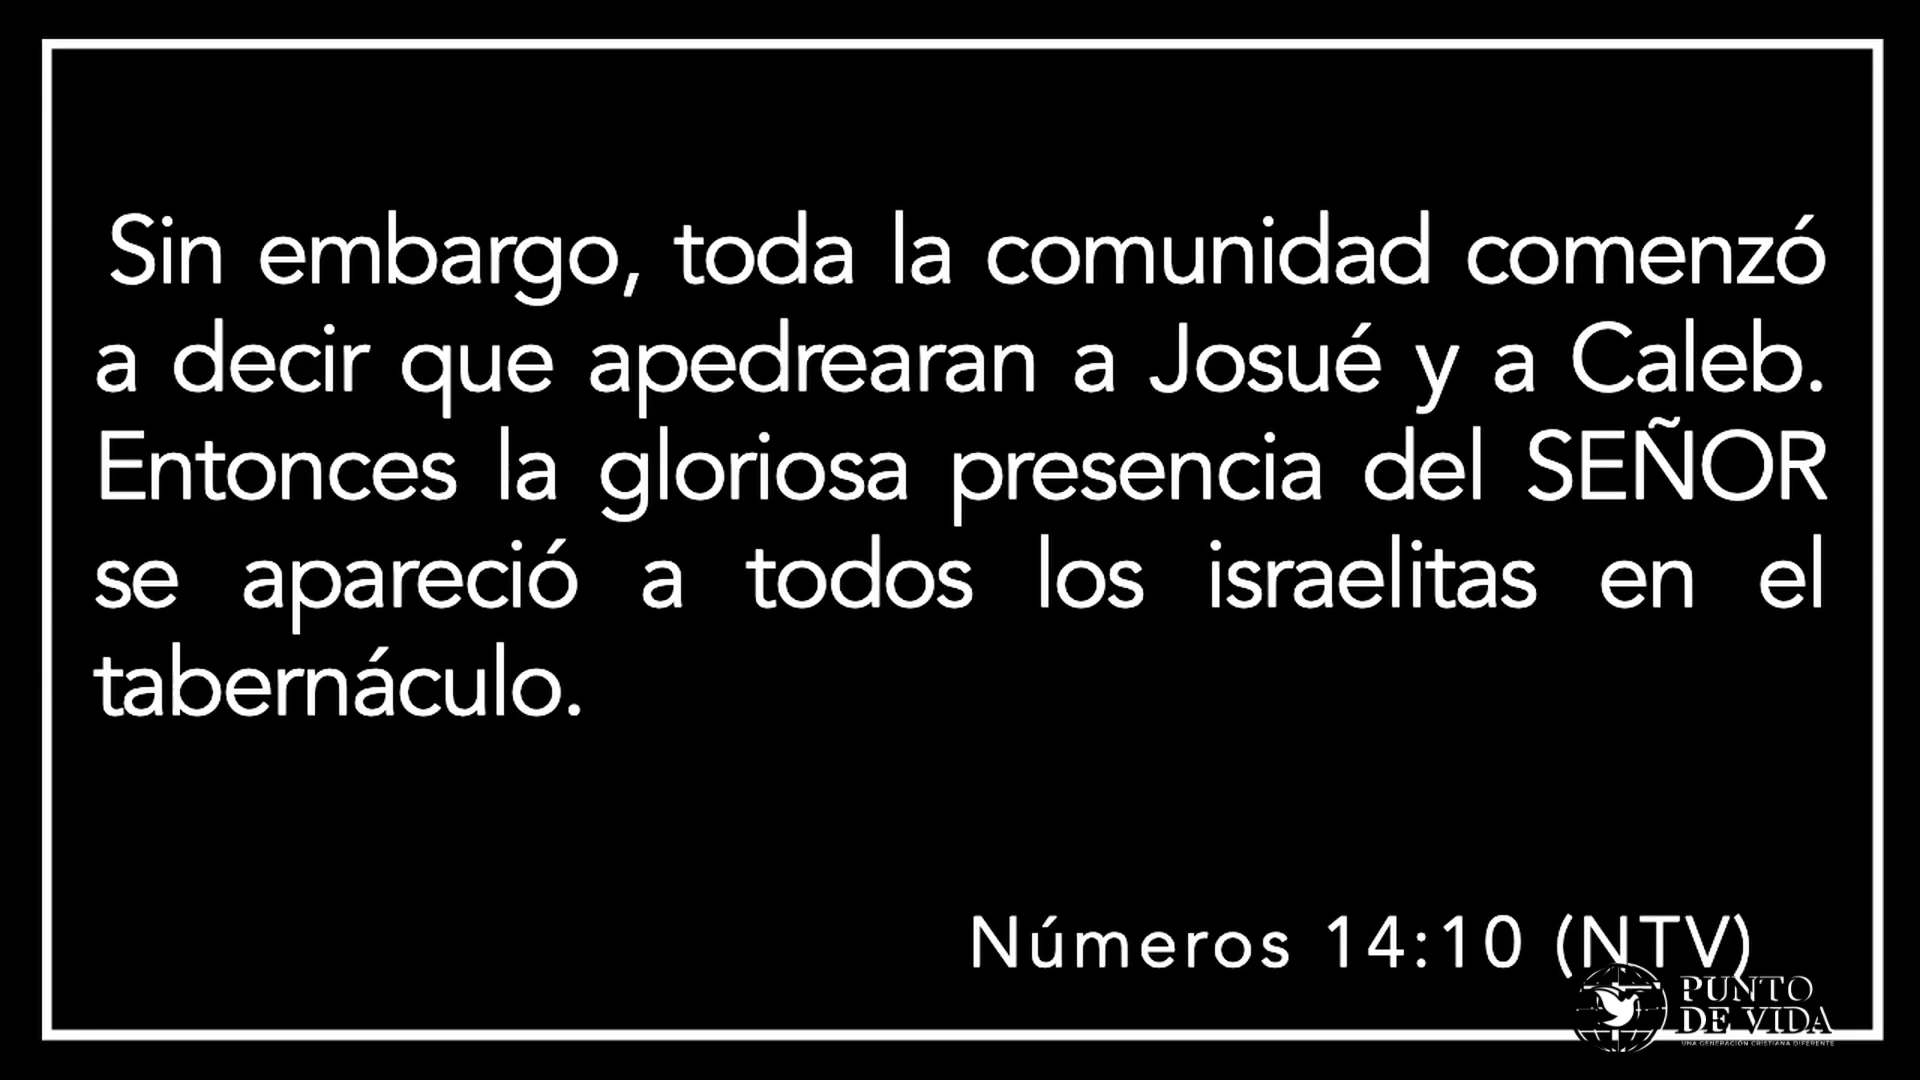 Sin embargo, toda la comunidad comenzó
a decir que apedrearan a Josué y a Caleb.
Entonces la gloriosa presencia del SEÑOR
se apareció a todos los israelitas en el
tabernáculo.
Números 14:10 (NTV)
PUNTO
DE VIDA
UNA GENERACIÓN CRISTIANA DIFERENTE